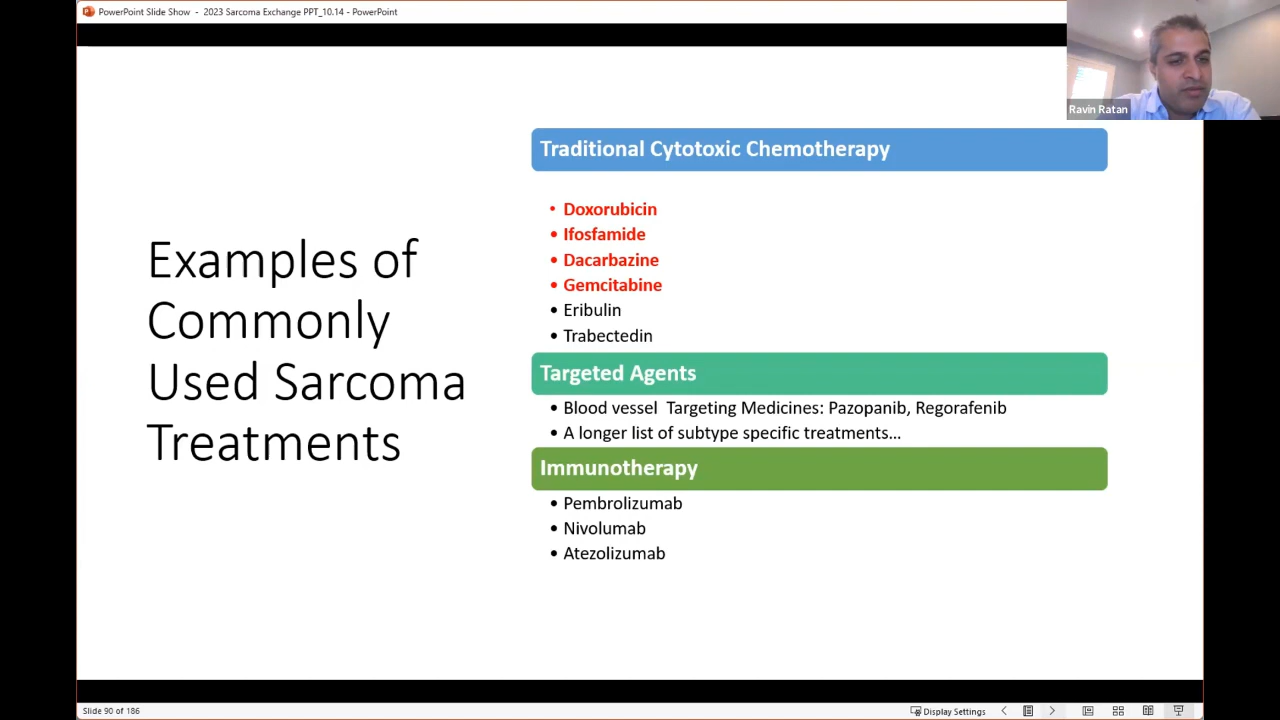 PowerPoint Slide Show - 2023 Sarcoma Exchange PPT_10.14 - PowerPoint
Ravin Ratan
Examples of
Commonly
Used Sarcoma
Treatments
Traditional Cytotoxic Chemotherapy
• Doxorubicin
• Ifosfamide
• Dacarbazine
• Gemcitabine
• Eribulin
• Trabectedin
Targeted Agents
• Blood vessel Targeting Medicines: Pazopanib, Regorafenib
• A longer list of subtype specific treatments...
Immunotherapy
• Pembrolizumab
• Nivolumab
• Atezolizumab
Slide 90 of 186
Display Settings